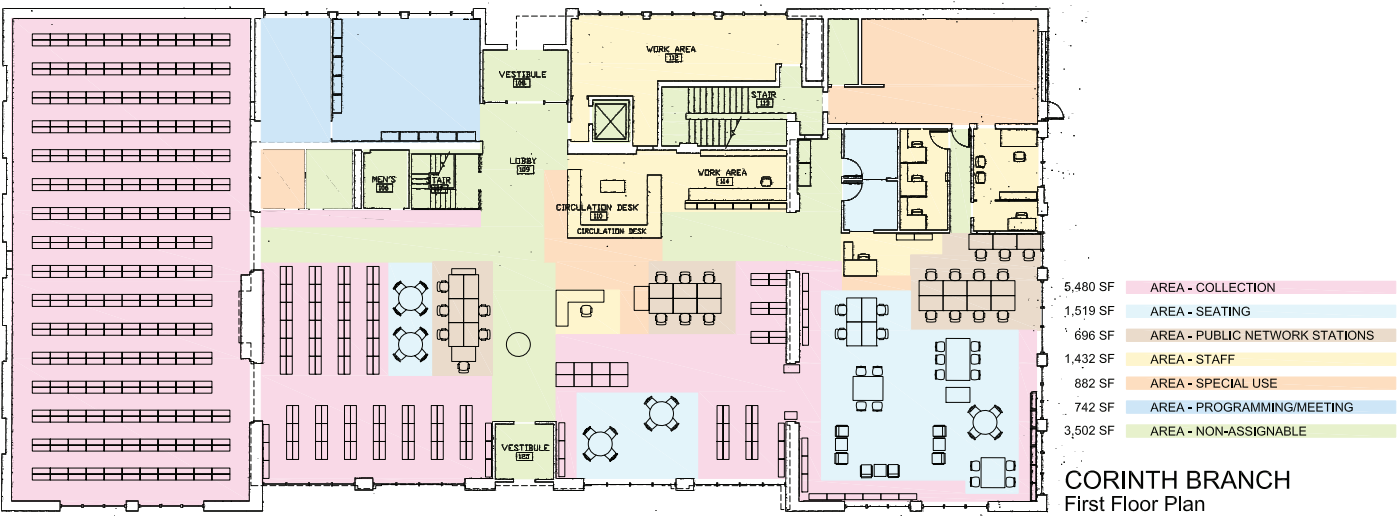 WORK AREA
112
VESTIBULE
STAIR
113
LOBBY
109
MEN'S
TAIR
WORK AREA
114
CIRCULATION DESK
110
CIRCULATION DESK
VESTIBULE
5,480 SF AREA - COLLECTION
1,519 SF AREA - SEATING
696 SF AREA - PUBLIC NETWORK STATIONS
1,432 SF AREA - STAFF
882 SF AREA - SPECIAL USE
742 SF AREA - PROGRAMMING/MEETING
3,502 SF AREA - NON-ASSIGNABLE
CORINTH BRANCH
First Floor Plan